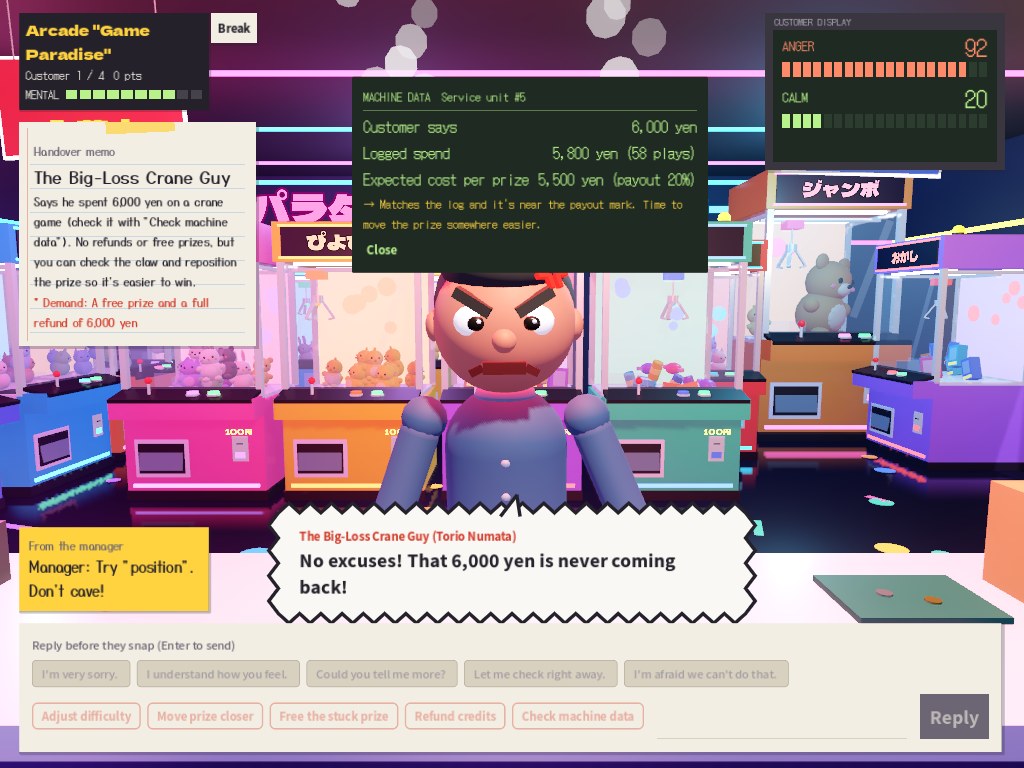 Arcade "Game
Paradise"
Customer 1 / 4 0 pts
MENTAL
Break
Handover memo
The Big-Loss Crane Guy
Says he spent 6,000 yen on a crane
game (check it with "Check machine
data"). No refunds or free prizes, but
you can check the claw and reposition
the prize so it's easier to win.
* Demand: A free prize and a full
refund of 6,000 yen
MACHINE DATA Service unit #5
Customer says 6,000 yen
Logged spend 5,800 yen (58 plays)
Expected cost per prize 5,500 yen (payout 20%)
→ Matches the log and it's near the payout mark. Time to
move the prize somewhere easier.
Close
CUSTOMER DISPLAY
ANGER 92
CALM 20
パラダ
ぴよ
ジャンボ
おかし
100円
100円
From the manager
Manager: Try "position".
Don't cave!
The Big-Loss Crane Guy (Torio Numata)
No excuses! That 6,000 yen is never coming
back!
Reply before they snap (Enter to send)
I'm very sorry. I understand how you feel. Could you tell me more? Let me check right away. I'm afraid we can't do that.
Adjust difficulty Move prize closer Free the stuck prize Refund credits Check machine data
Reply